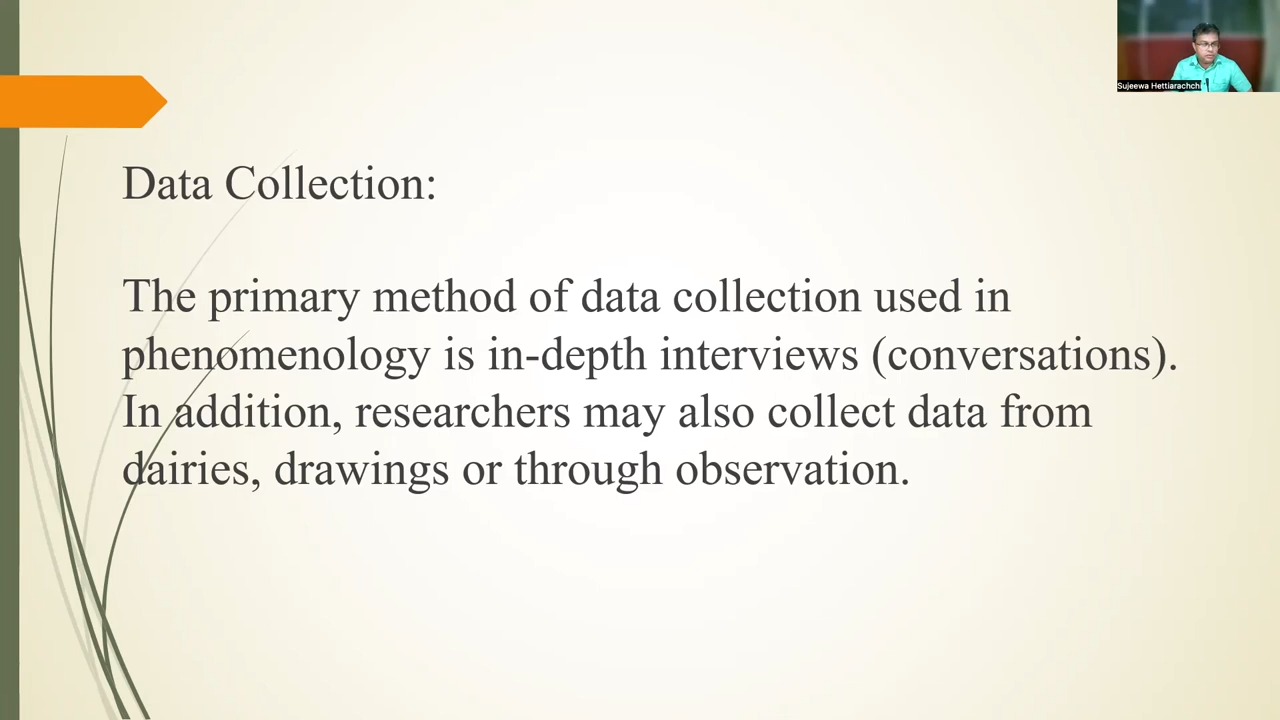 Sujeewa Hettiarachchi
Data Collection:
The primary method of data collection used in
phenomenology is in-depth interviews (conversations).
In addition, researchers may also collect data from
dairies, drawings or through observation.